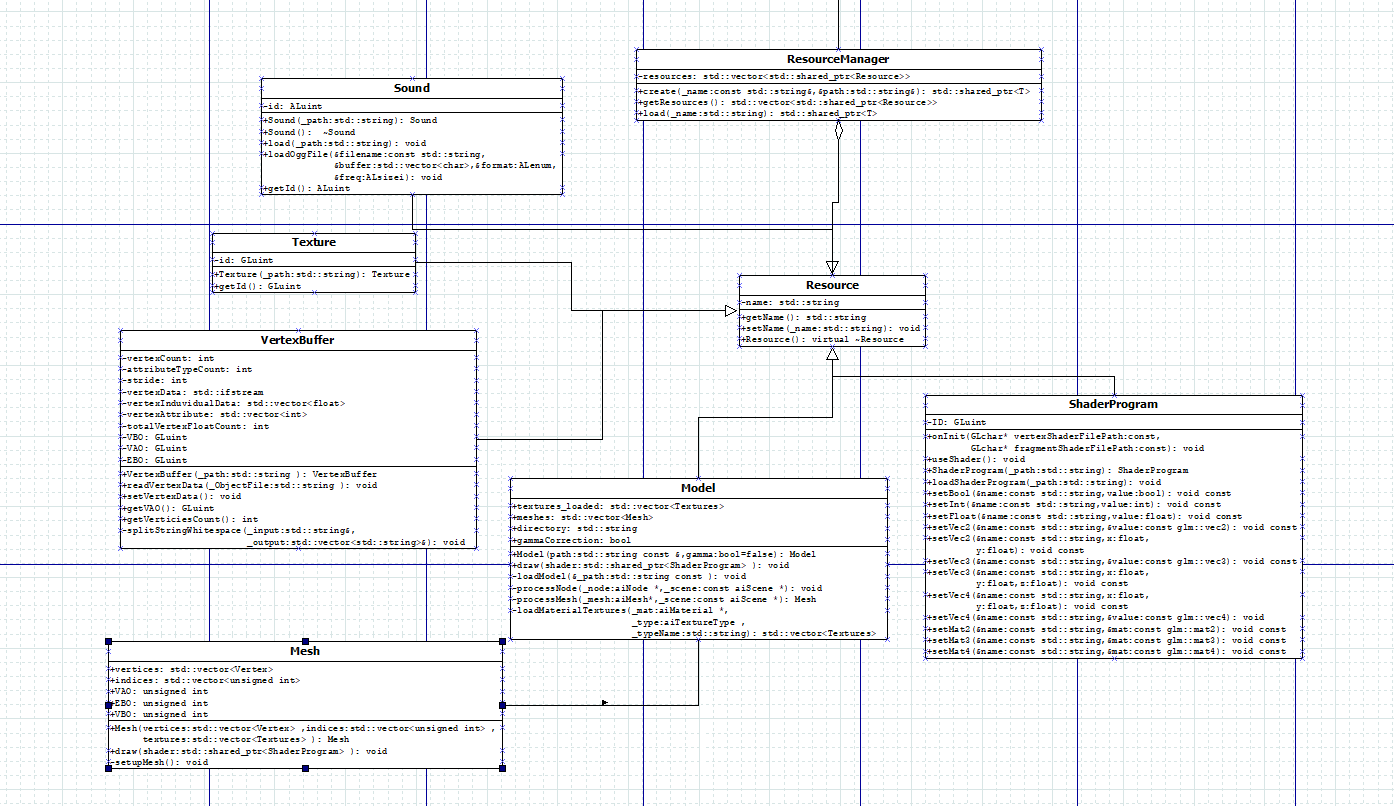 ResourceManager
-resources: std::vector<std::shared_ptr<Resource>>
+create(_name:const std::string&,&path:std::string&): std::shared_ptr<T>
+getResources(): std::vector<std::shared_ptr<Resource>>
+load(_name:std::string): std::shared_ptr<T>
Sound
-id: ALuint
+Sound(_path:std::string): Sound
+Sound():  ~Sound
+load(_path:std::string): void
+loadOggFile(&filename:const std::string,
&buffer:std::vector<char>,&format:ALenum,
&freq:ALsizei): void
+getId(): ALuint
Texture
-id: GLuint
+Texture(_path:std::string): Texture
+getId(): GLuint
Resource
-name: std::string
+getName(): std::string
+setName(_name:std::string): void
+Resource(): virtual ~Resource
VertexBuffer
-vertexCount: int
-attributeTypeCount: int
-stride: int
-vertexData: std::ifstream
-vertexInduvidualData: std::vector<float>
-vertexAttribute: std::vector<int>
-totalVertexFloatCount: int
-VBO: GLuint
-VAO: GLuint
-EBO: GLuint
+VertexBuffer(_path:std::string ): VertexBuffer
+readVertexData(_ObjectFile:std::string ): void
+setVertexData(): void
+getVAO(): GLuint
+getVerticiesCount(): int
-splitStringWhitespace(_input:std::string&,
_output:std::vector<std::string>&): void
ShaderProgram
-ID: GLuint
+onInit(GLchar* vertexShaderFilePath:const,
GLchar* fragmentShaderFilePath:const): void
+useShader(): void
+ShaderProgram(_path:std::string): ShaderProgram
+loadShaderProgram(_path:std::string): void
+setBool(&name:const std::string,value:bool): void const
+setInt(&name:const std::string,value:int): void const
+setFloat(&name:const std::string,value:float): void const
+setVec2(&name:const std::string,&value:const glm::vec2): void const
+setVec2(&name:const std::string,x:float,
y:float): void const
+setVec3(&name:const std::string,&value:const glm::vec3): void const
+setVec3(&name:const std::string,x:float,
y:float,z:float): void const
+setVec4(&name:const std::string,x:float,
y:float,z:float): void const
+setVec4(&name:const std::string,&value:const glm::vec4): void
+setMat2(&name:const std::string,&mat:const glm::mat2): void const
+setMat3(&name:const std::string,&mat:const glm::mat3): void const
+setMat4(&name:const std::string,&mat:const glm::mat4): void const
Model
+textures_loaded: std::vector<Textures>
+meshes: std::vector<Mesh>
+directory: std::string
+gammaCorrection: bool
+Model(path:std::string const &,gamma:bool=false): Model
+draw(shader:std::shared_ptr<ShaderProgram> ): void
-loadModel(&_path:std::string const ): void
-processNode(_node:aiNode *,_scene:const aiScene *): void
-processMesh(_mesh:aiMesh*,_scene:const aiScene *): Mesh
-loadMaterialTextures(_mat:aiMaterial *,
_type:aiTextureType ,
_typeName:std::string): std::vector<Textures>
Mesh
+vertices: std::vector<Vertex>
+indices: std::vector<unsigned int>
+VAO: unsigned int
+EBO: unsigned int
+VBO: unsigned int
+Mesh(vertices:std::vector<Vertex> ,indices:std::vector<unsigned int> ,
textures:std::vector<Textures> ): Mesh
+draw(shader:std::shared_ptr<ShaderProgram> ): void
-setupMesh(): void